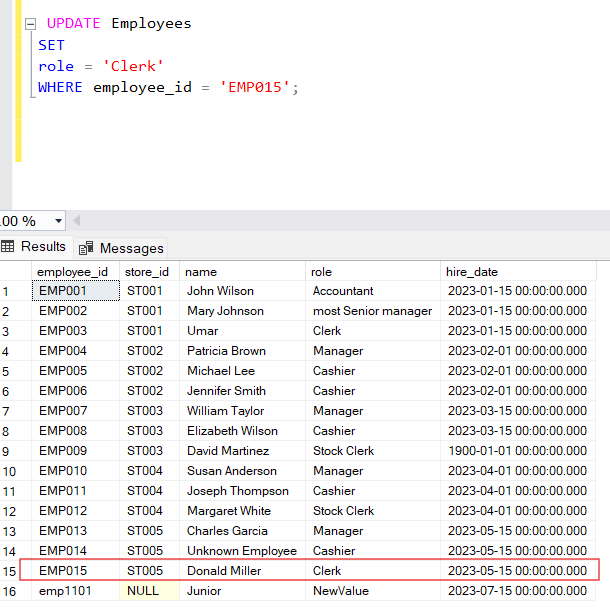 UPDATE Employees
SET
role = 'Clerk'
WHERE employee_id = 'EMP015';
.00 %
Results Messages
employee_id store_id name role hire_date
1 EMP001 ST001 John Wilson Accountant 2023-01-15 00:00:00.000
2 EMP002 ST001 Mary Johnson most Senior manager 2023-01-15 00:00:00.000
3 EMP003 ST001 Umar Clerk 2023-01-15 00:00:00.000
4 EMP004 ST002 Patricia Brown Manager 2023-02-01 00:00:00.000
5 EMP005 ST002 Michael Lee Cashier 2023-02-01 00:00:00.000
6 EMP006 ST002 Jennifer Smith Cashier 2023-02-01 00:00:00.000
7 EMP007 ST003 William Taylor Manager 2023-03-15 00:00:00.000
8 EMP008 ST003 Elizabeth Wilson Cashier 2023-03-15 00:00:00.000
9 EMP009 ST003 David Martinez Stock Clerk 1900-01-01 00:00:00.000
10 EMP010 ST004 Susan Anderson Manager 2023-04-01 00:00:00.000
11 EMP011 ST004 Joseph Thompson Cashier 2023-04-01 00:00:00.000
12 EMP012 ST004 Margaret White Stock Clerk 2023-04-01 00:00:00.000
13 EMP013 ST005 Charles Garcia Manager 2023-05-15 00:00:00.000
14 EMP014 ST005 Unknown Employee Cashier 2023-05-15 00:00:00.000
15 EMP015 ST005 Donald Miller Clerk 2023-05-15 00:00:00.000
16 emp1101 NULL Junior NewValue 2023-07-15 00:00:00.000